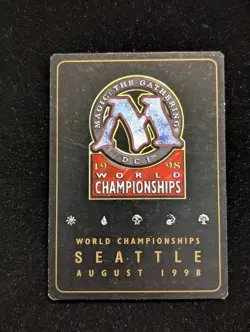 MAGIC: THE GATHERING
M
DCI
19 98
WORLD
CHAMPIONSHIPS
WORLD CHAMPIONSHIPS
SEATTLE
AUGUST 1998